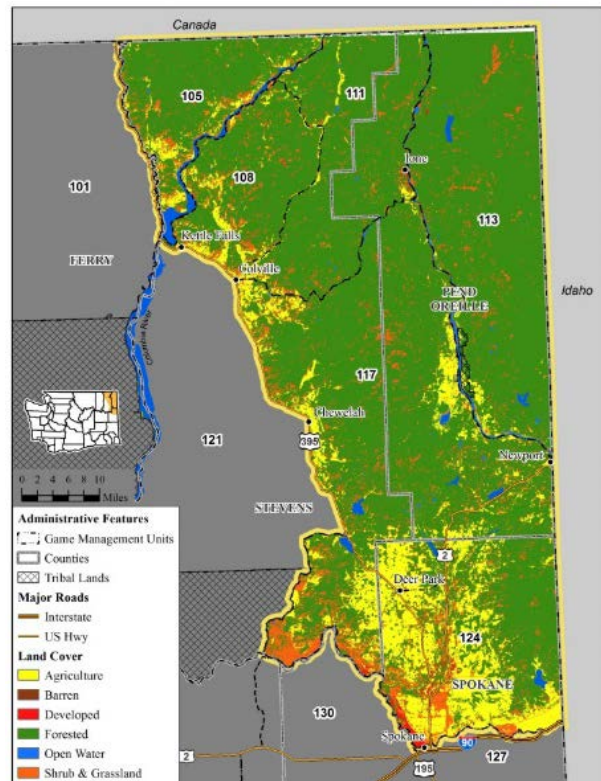 Canada
105
111
101
108
Ione
113
Kettle Falls
FERRY
Colville
Idaho
PEND
OREILLE
Columbia River
117
Chewelah
121
395
Newport
0 2 4 6 8 10
Miles
STEVENS
2
Deer Park
124
SPOKANE
130
Spokane
90
2
195
127
Administrative Features
Game Management Units
Counties
Tribal Lands
Major Roads
Interstate
US Hwy
Land Cover
Agriculture
Barren
Developed
Forested
Open Water
Shrub & Grassland